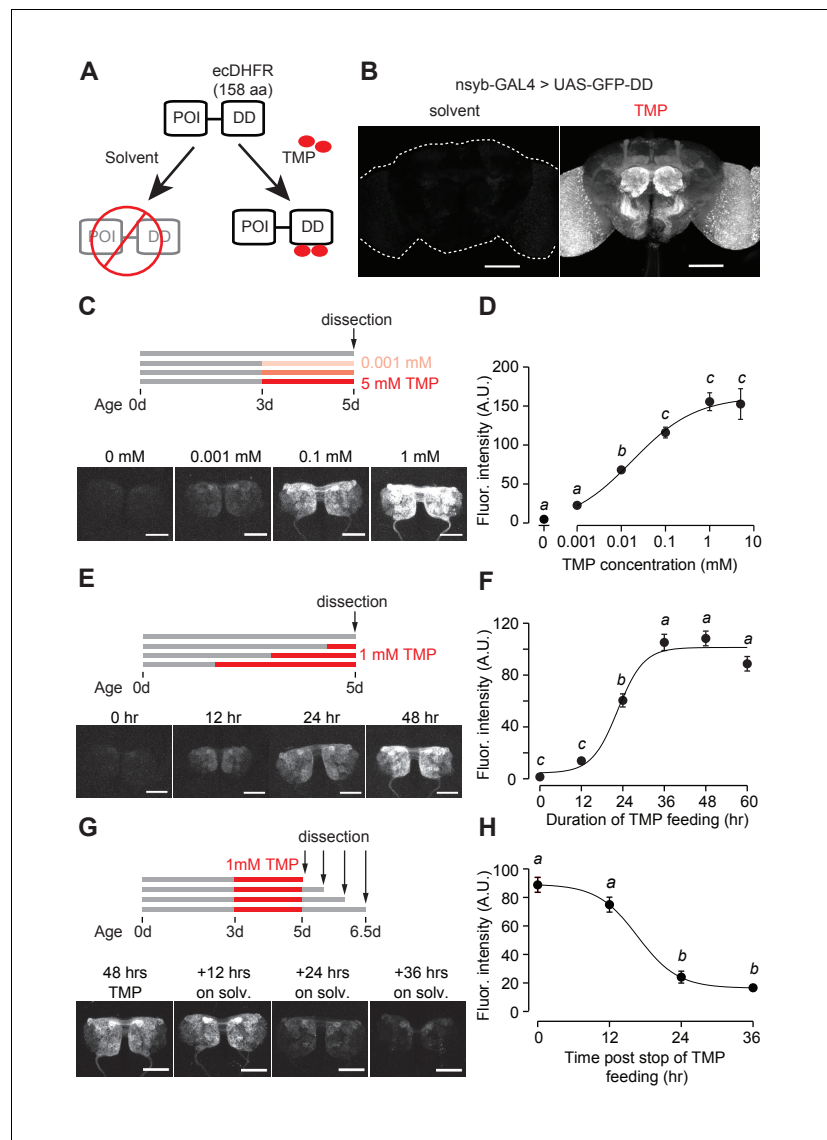 A
ecDHFR
(158 aa)
POI
DD
Solvent
TMP
POI
DD
POI
DD
B
nsyb-GAL4 > UAS-GFP-DD
solvent
TMP
C
dissection
0.001 mM
5 mM TMP
Age
0d
3d
5d
0 mM
0.001 mM
0.1 mM
1 mM
D
Fluor. intensity (A.U.)
200
150
100
50
0
a
a
b
c
c
c
0
0.001
0.01
0.1
1
10
TMP concentration (mM)
E
dissection
1 mM TMP
Age
0d
5d
0 hr
12 hr
24 hr
48 hr
F
Fluor. intensity (A.U.)
120
80
40
0
c
c
b
a
a
a
0
12
24
36
48
60
Duration of TMP feeding (hr)
G
dissection
1mM TMP
Age
0d
3d
5d
6.5d
48 hrs
TMP
+12 hrs
on solv.
+24 hrs
on solv.
+36 hrs
on solv.
H
Fluor. intensity (A.U.)
100
80
60
40
20
0
a
a
b
b
0
12
24
36
Time post stop of TMP
feeding (hr)